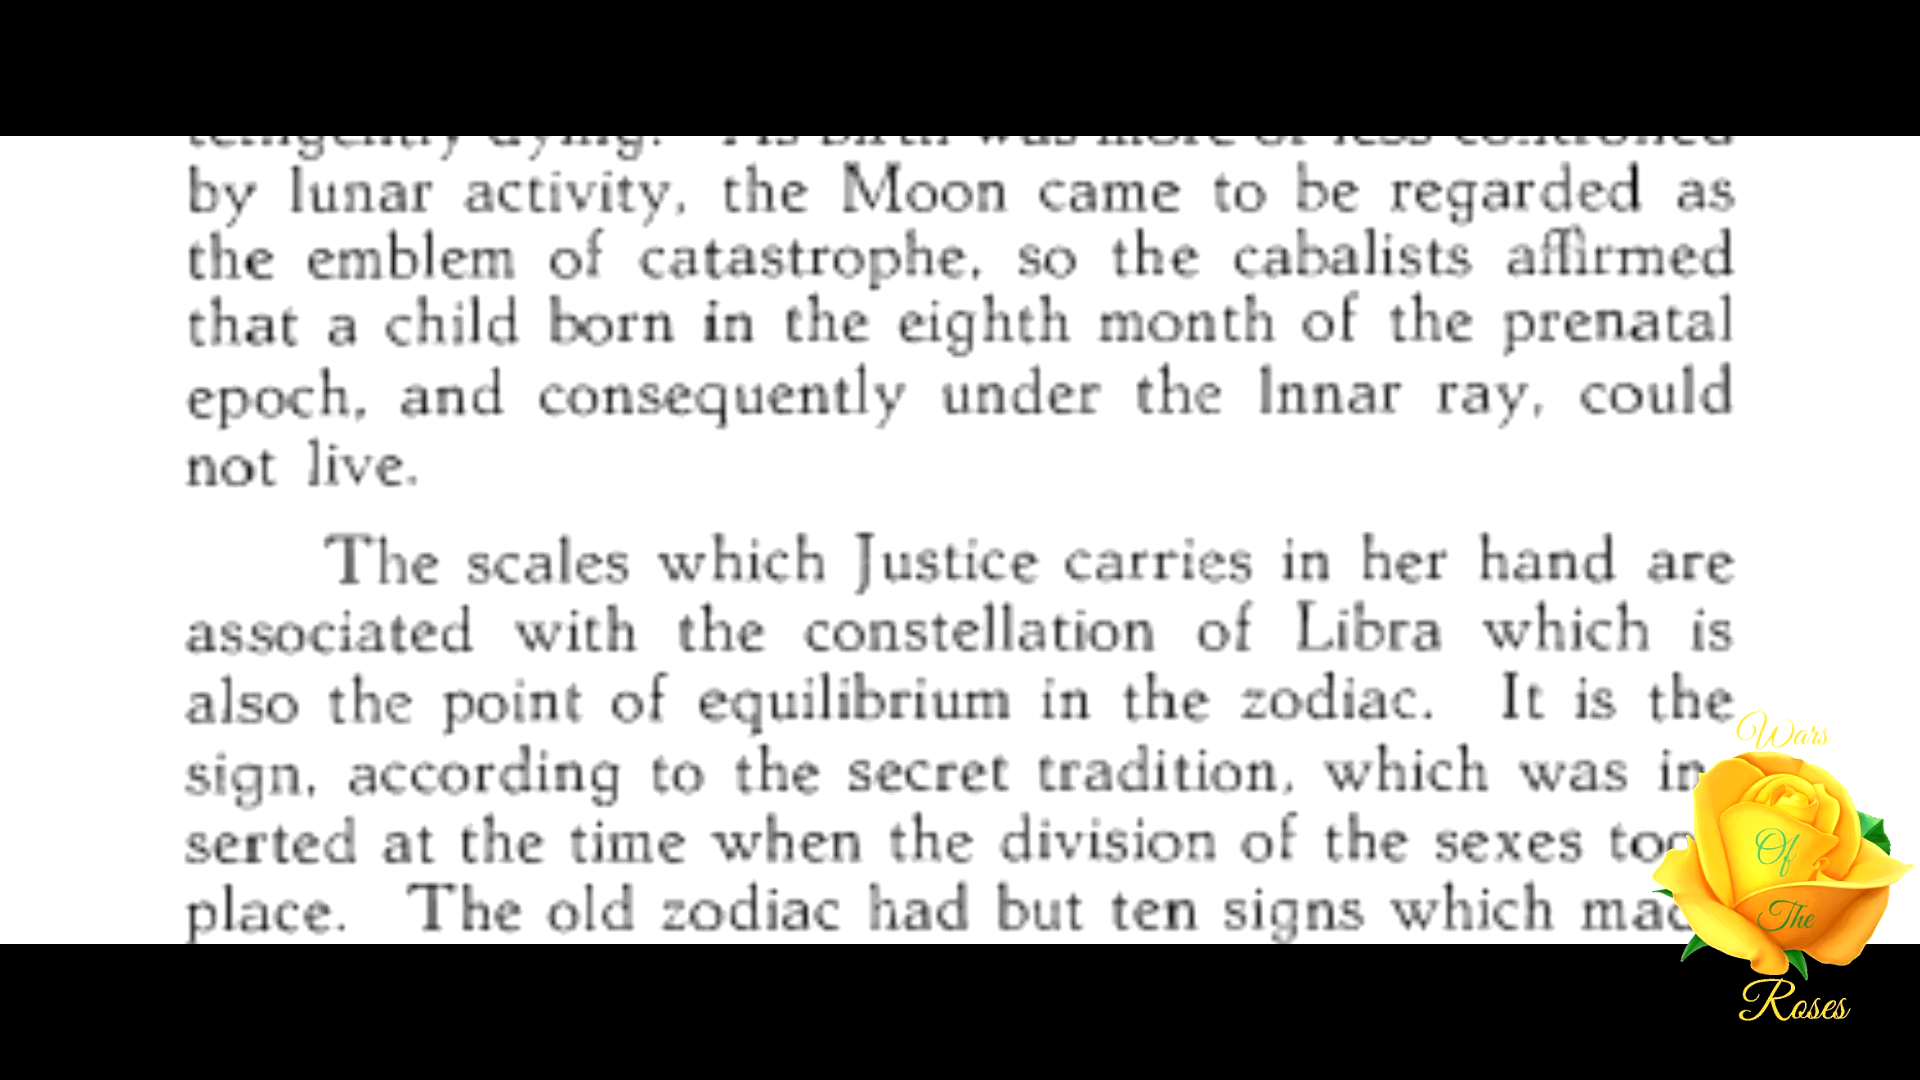 by lunar activity, the Moon came to be regarded as
the emblem of catastrophe, so the cabalists affirmed
that a child born in the eighth month of the prenatal
epoch, and consequently under the lnnar ray, could
not live.
The scales which Justice carries in her hand are
associated with the constellation of Libra which is
also the point of equilibrium in the zodiac. It is the
sign, according to the secret tradition, which was in
serted at the time when the division of the sexes
place. The old zodiac had but ten signs which
Wars
Of
The
Roses